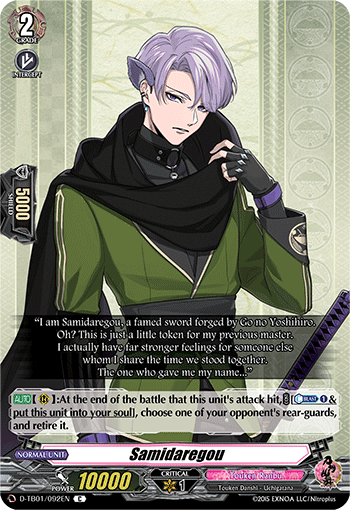 2
GRADE
INTERCEPT
5000
SHIELD
"I am Samidaregou, a famed sword forged by Go no Yoshihiro.
Oh? This is just a little token for my previous master.
I actually have far stronger feelings for someone else
whom I share the time we stood together.
The one who gave me my name..."
AUTO [R]:At the end of the battle that this unit's attack hit, [COUNTER BLAST 1 &
put this unit into your soul], choose one of your opponent's rear-guards,
and retire it.
NORMAL UNIT
Samidaregou
POWER 10000
CRITICAL
1
Touken Ranbu
Touken Danshi - Uchigatana
D-TB01/092EN C
©2015 EXNOA LLC/Nitroplus